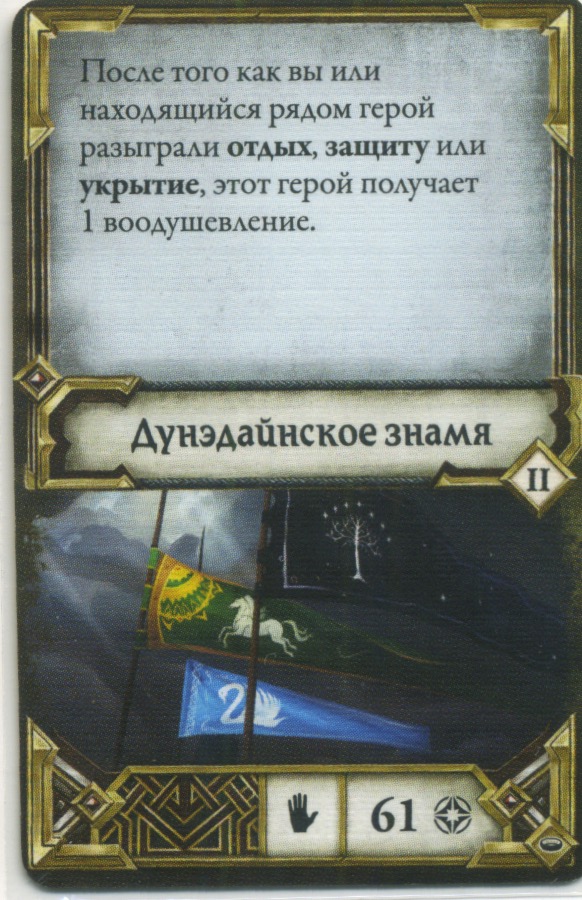 После того как вы или
находящийся рядом герой
разыграли отдых, защиту или
укрытие, этот герой получает
1 воодушевление.
Дунэдайнское знамя
II
61